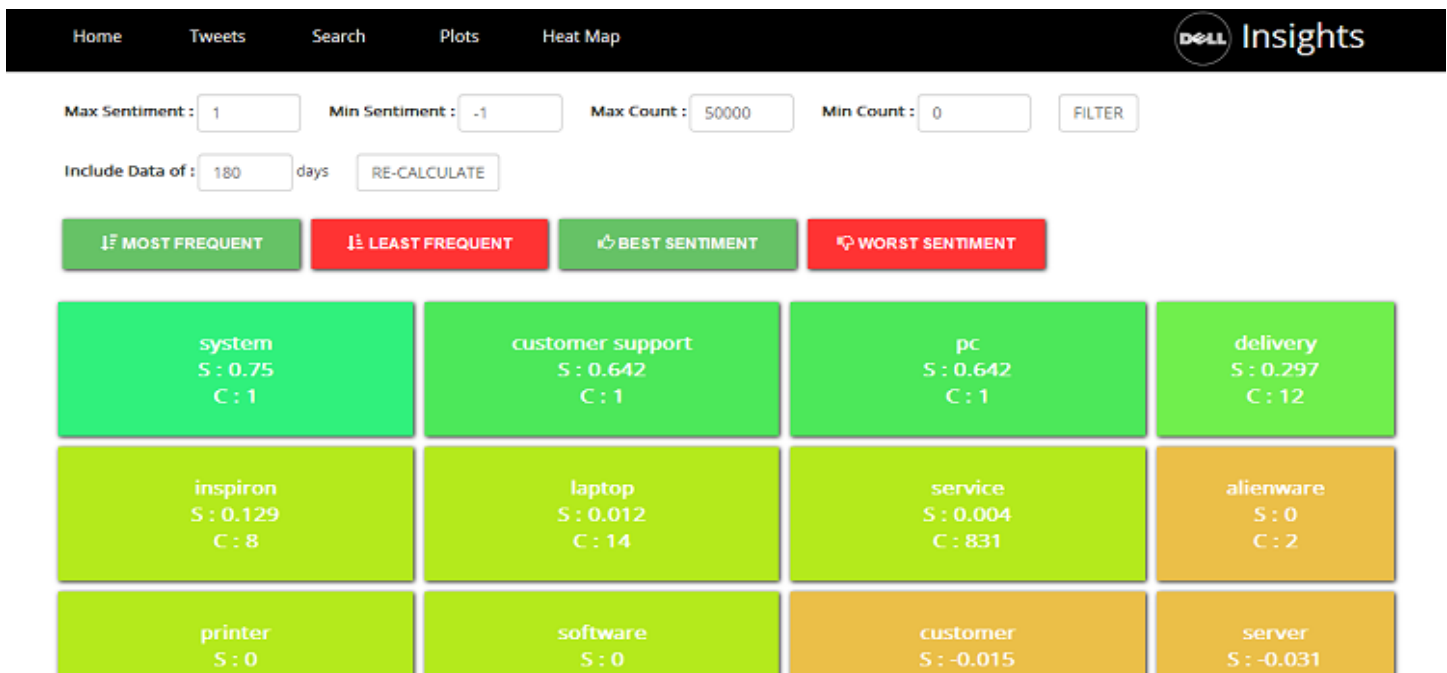 Home Tweets Search Plots Heat Map DELL Insights
Max Sentiment : 1 Min Sentiment : -1 Max Count : 50000 Min Count : 0 FILTER
Include Data of : 180 days RE-CALCULATE
MOST FREQUENT LEAST FREQUENT BEST SENTIMENT WORST SENTIMENT
system customer support pc delivery
S : 0.75 S : 0.642 S : 0.642 S : 0.297
C : 1 C : 1 C : 1 C : 12
inspiron laptop service alienware
S : 0.129 S : 0.012 S : 0.004 S : 0
C : 8 C : 14 C : 831 C : 2
printer software customer server
S : 0 S : 0 S : -0.015 S : -0.031